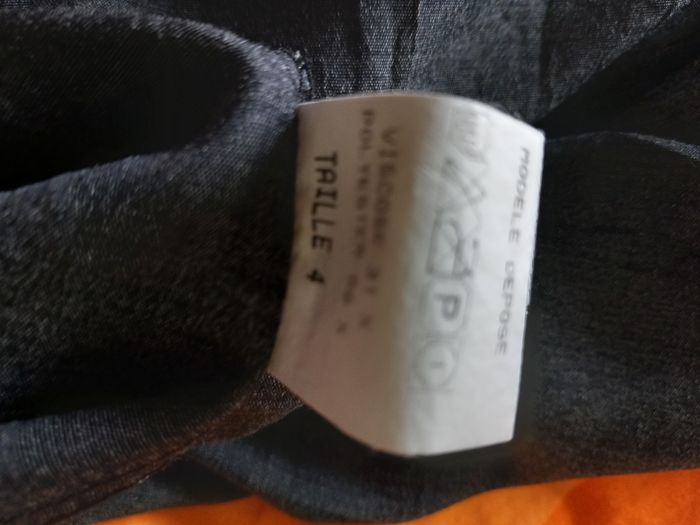 MODELE DEPOSE
P
VISCOSE
POLYESTER
TAILLE 4